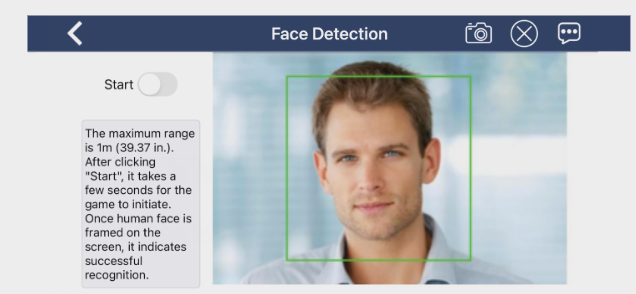 Face Detection
Start
The maximum range
is 1m (39.37 in.).
After clicking
"Start", it takes a
few seconds for the
game to initiate.
Once human face is
framed on the
screen, it indicates
successful
recognition.